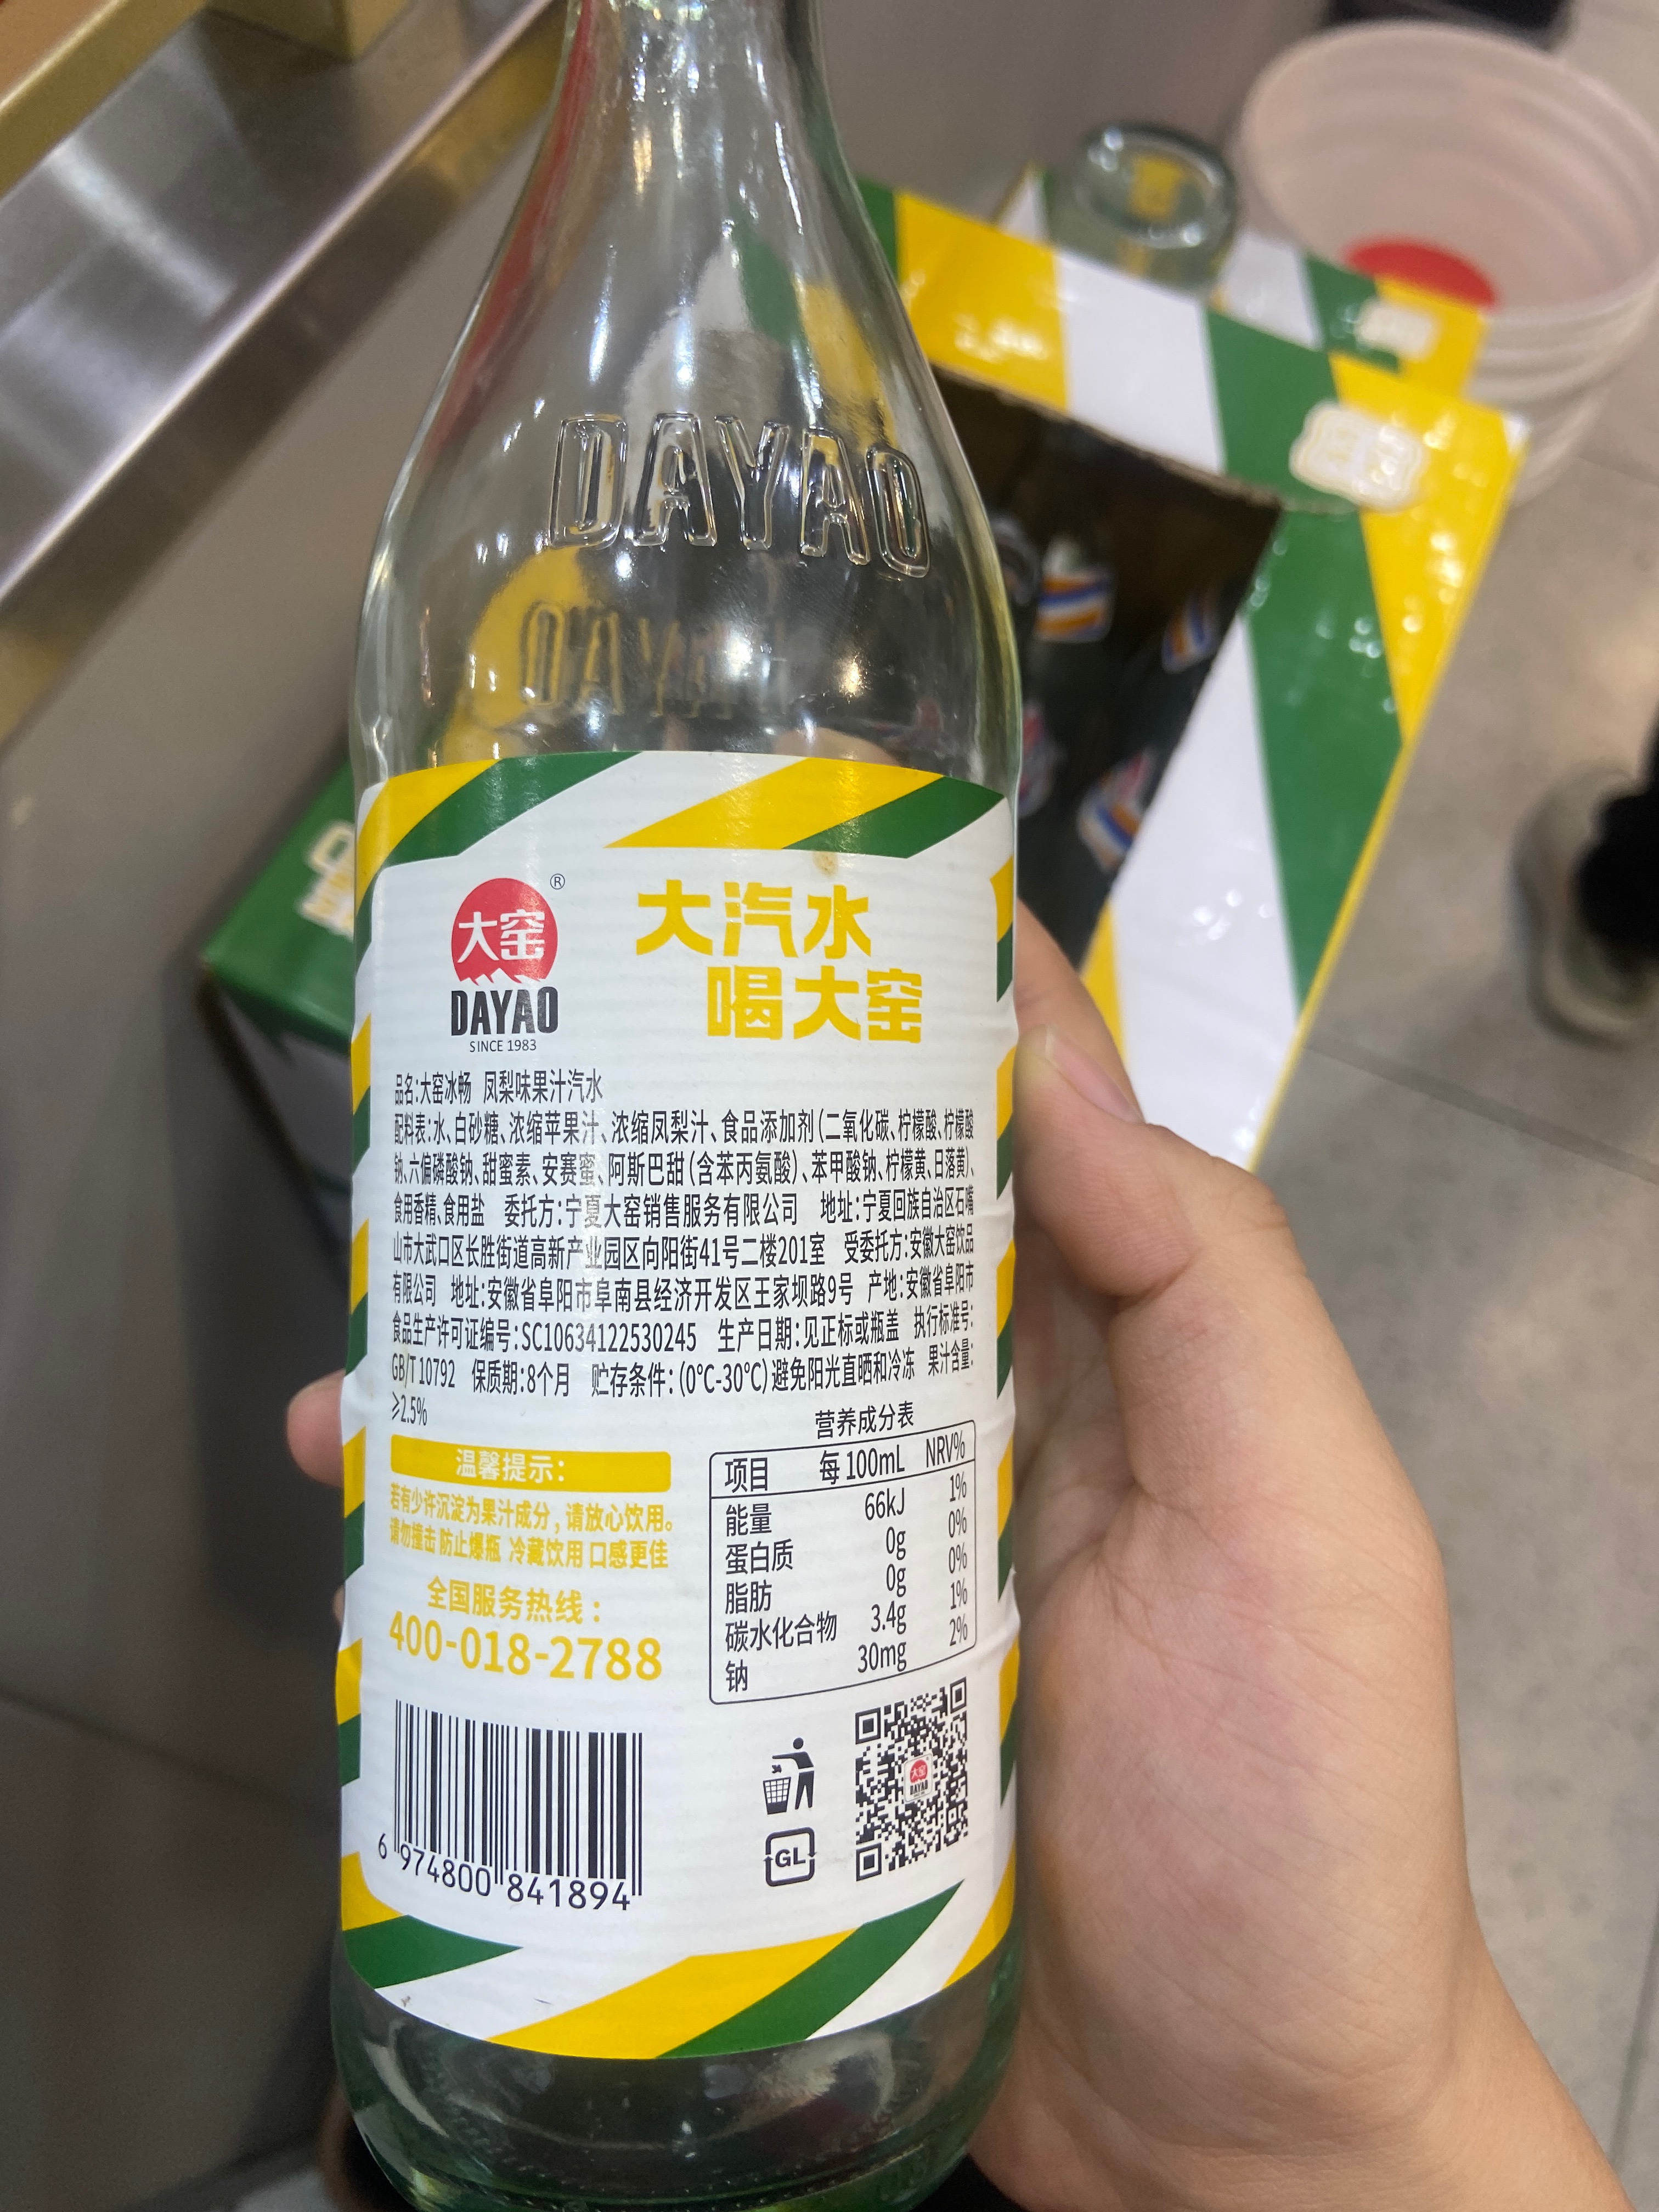 DAYAO
大窑
®
DAYAO
SINCE 1983
大汽水
喝大窑
品名:大窑冰畅 凤梨味果汁汽水
配料表:水、白砂糖、浓缩苹果汁、浓缩凤梨汁、食品添加剂(二氧化碳、柠檬酸、柠檬酸
钠、六偏磷酸钠、甜蜜素、安赛蜜、阿斯巴甜(含苯丙氨酸)、苯甲酸钠、柠檬黄、日落黄)、
食用香精、食用盐 委托方:宁夏大窑销售服务有限公司 地址:宁夏回族自治区石嘴
山市大武口区长胜街道高新产业园区向阳街41号二楼201室 受委托方:安徽大窑饮品
有限公司 地址:安徽省阜阳市阜南县经济开发区王家坝路9号 产地:安徽省阜阳市
食品生产许可证编号:SC10634122530245 生产日期:见正标或瓶盖 执行标准号:
GB/T 10792 保质期:8个月 贮存条件:(0℃-30℃)避免阳光直晒和冷冻 果汁含量:
≥2.5%
温馨提示:
若有少许沉淀为果汁成分,请放心饮用。
请勿撞击 防止爆瓶 冷藏饮用 口感更佳
全国服务热线:
400-018-2788
营养成分表
项目 每100mL NRV%
能量 66kJ 1%
蛋白质 0g 0%
脂肪 0g 0%
碳水化合物 3.4g 1%
钠 30mg 2%
6 974800 841894
GL
大窑
DAYAO